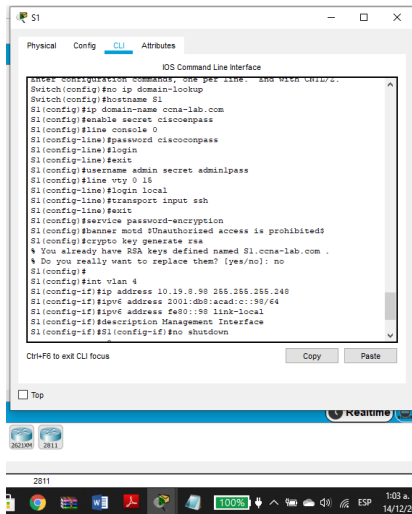 S1
Physical Config CLI Attributes
IOS Command Line Interface
Enter configuration commands, one per line. End with CNTL/Z.
Switch(config)#no ip domain-lookup
Switch(config)#hostname S1
S1(config)#ip domain-name ccna-lab.com
S1(config)#enable secret ciscoenpass
S1(config)#line console 0
S1(config-line)#password ciscoconpass
S1(config-line)#login
S1(config-line)#exit
S1(config)#username admin secret admin1pass
S1(config)#line vty 0 15
S1(config-line)#login local
S1(config-line)#transport input ssh
S1(config-line)#exit
S1(config)#service password-encryption
S1(config)#banner motd $Unauthorized access is prohibited$
S1(config)#crypto key generate rsa
% You already have RSA keys defined named S1.ccna-lab.com .
% Do you really want to replace them? [yes/no]: no
S1(config)#
S1(config)#int vlan 4
S1(config-if)#ip address 10.19.8.98 255.255.255.248
S1(config-if)#ipv6 address 2001:db8:acad:c::98/64
S1(config-if)#ipv6 address fe80::98 link-local
S1(config-if)#description Management Interface
S1(config-if)#S1(config-if)#no shutdown
Ctrl+F6 to exit CLI focus
Copy Paste
Top
Realtime
2621XM 2811
2811
100% ESP 1:03 a.
14/12/2